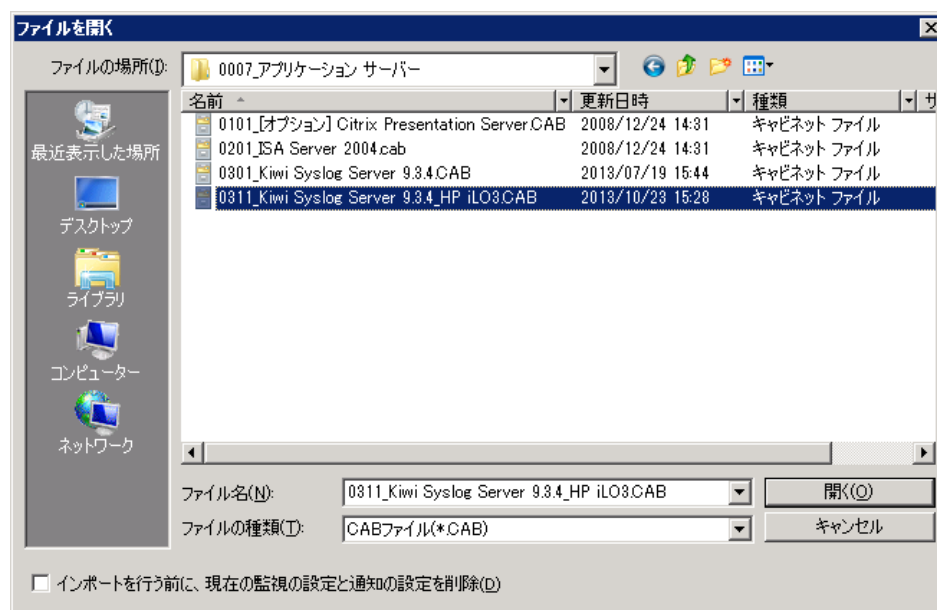 ファイルを開く
ファイルの場所(I):
0007_アプリケーション サーバー
名前 更新日時 種類 サ
0101_[オプション] Citrix Presentation Server.CAB 2008/12/24 14:31 キャビネット ファイル
0201_ISA Server 2004.cab 2008/12/24 14:31 キャビネット ファイル
0301_Kiwi Syslog Server 9.3.4.CAB 2013/07/19 15:44 キャビネット ファイル
0311_Kiwi Syslog Server 9.3.4_HP iLO3.CAB 2013/10/23 15:28 キャビネット ファイル
最近表示した場所
デスクトップ
ライブラリ
コンピューター
ネットワーク
ファイル名(N): 0311_Kiwi Syslog Server 9.3.4_HP iLO3.CAB 開く(O)
ファイルの種類(T): CABファイル(*.CAB) キャンセル
インポートを行う前に、現在の監視の設定と通知の設定を削除(D)